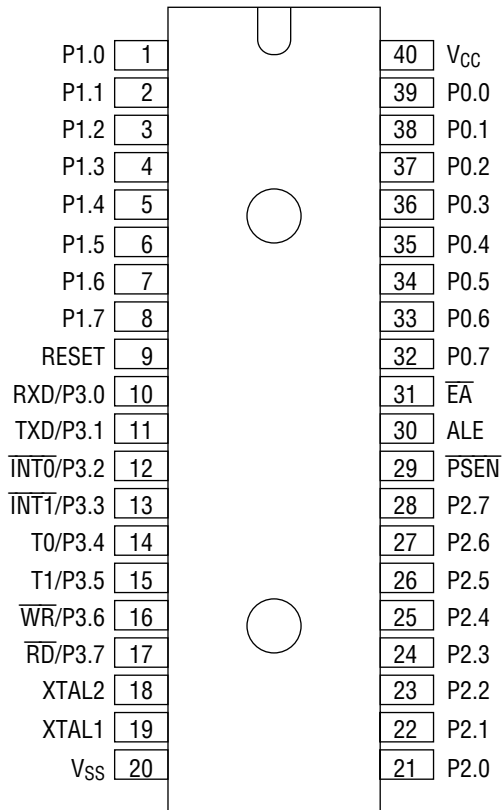 P1.0 1 40 VCC
P1.1 2 39 P0.0
P1.2 3 38 P0.1
P1.3 4 37 P0.2
P1.4 5 36 P0.3
P1.5 6 35 P0.4
P1.6 7 34 P0.5
P1.7 8 33 P0.6
RESET 9 32 P0.7
RXD/P3.0 10 31 E̅A̅
TXD/P3.1 11 30 ALE
I̅N̅T̅0̅/P3.2 12 29 P̅S̅E̅N̅
I̅N̅T̅1̅/P3.3 13 28 P2.7
T0/P3.4 14 27 P2.6
T1/P3.5 15 26 P2.5
W̅R̅/P3.6 16 25 P2.4
R̅D̅/P3.7 17 24 P2.3
XTAL2 18 23 P2.2
XTAL1 19 22 P2.1
VSS 20 21 P2.0